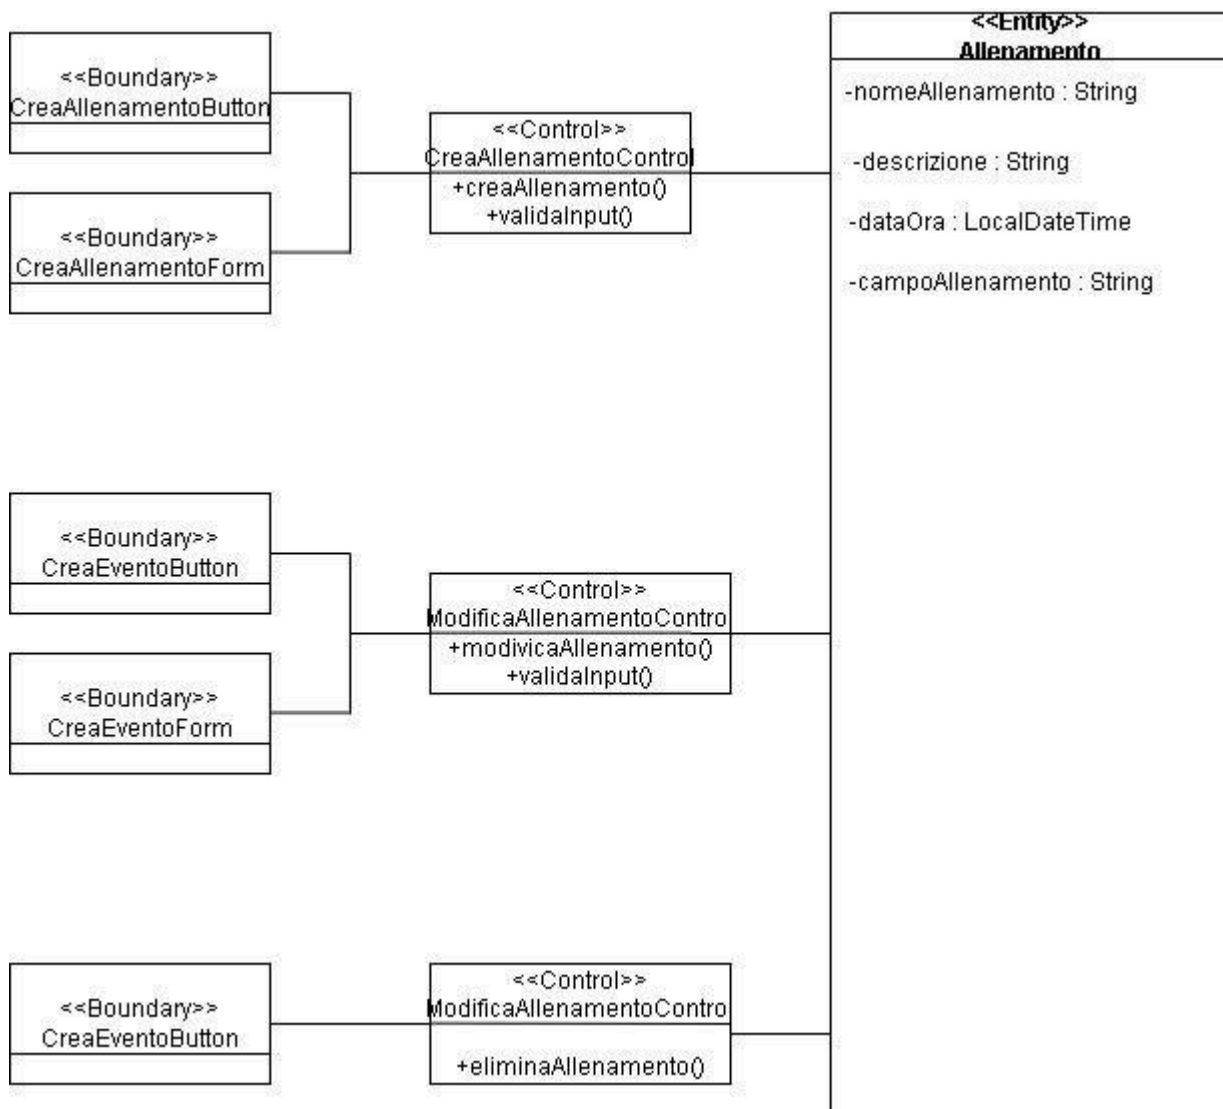 <<Boundary>>
CreaAllenamentoButton
<<Boundary>>
CreaAllenamentoForm
<<Control>>
CreaAllenamentoControl
+creaAllenamento()
+validaInput()
<<Entity>>
Allenamento
-nomeAllenamento : String
-descrizione : String
-dataOra : LocalDateTime
-campoAllenamento : String
<<Boundary>>
CreaEventoButton
<<Boundary>>
CreaEventoForm
<<Control>>
ModificaAllenamentoContro
+modivicaAllenamento()
+validaInput()
<<Boundary>>
CreaEventoButton
<<Control>>
ModificaAllenamentoContro
+eliminaAllenamento()